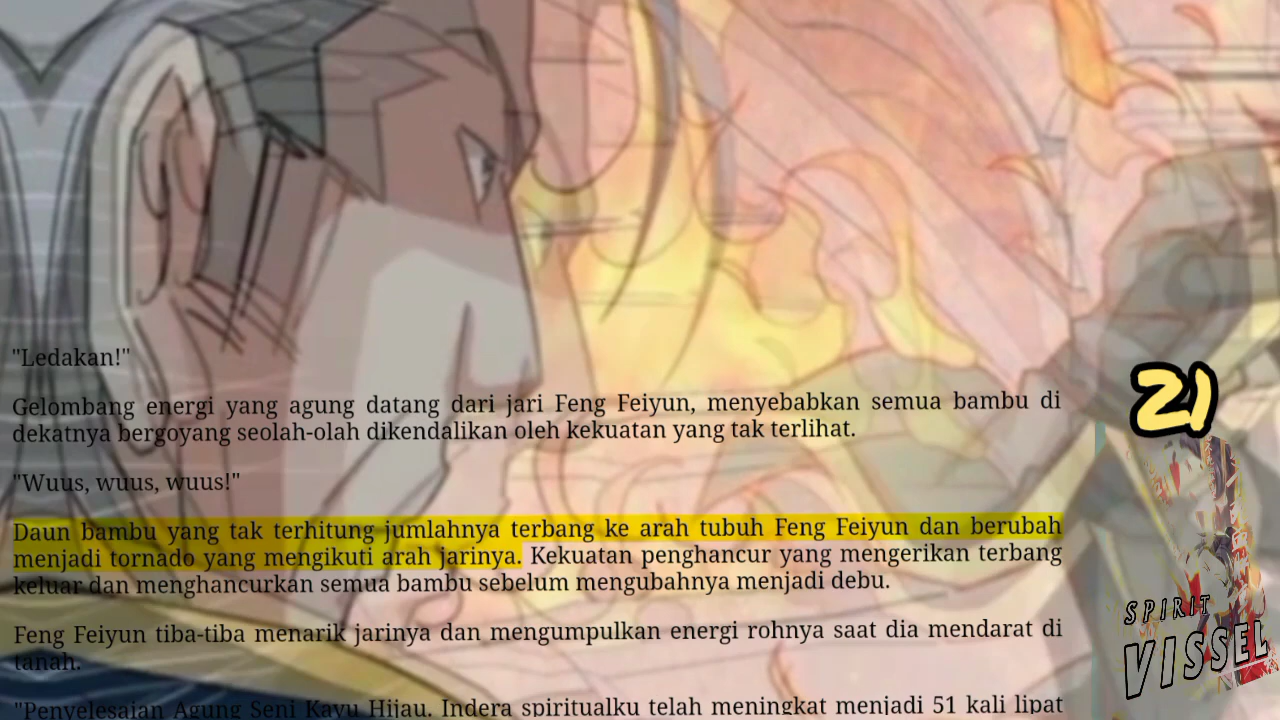 "Ledakan!"
Gelombang energi yang agung datang dari jari Feng Feiyun, menyebabkan semua bambu di
dekatnya bergoyang seolah-olah dikendalikan oleh kekuatan yang tak terlihat.
"Wuus, wuus, wuus!"
Daun bambu yang tak terhitung jumlahnya terbang ke arah tubuh Feng Feiyun dan berubah
menjadi tornado yang mengikuti arah jarinya. Kekuatan penghancur yang mengerikan terbang
keluar dan menghancurkan semua bambu sebelum mengubahnya menjadi debu.
Feng Feiyun tiba-tiba menarik jarinya dan mengumpulkan energi rohnya saat dia mendarat di
tanah.
"Penyelesaian Agung Seni Kayu Hijau. Indera spiritualku telah meningkat menjadi 51 kali lipat
21
SPIRIT
VISSEL